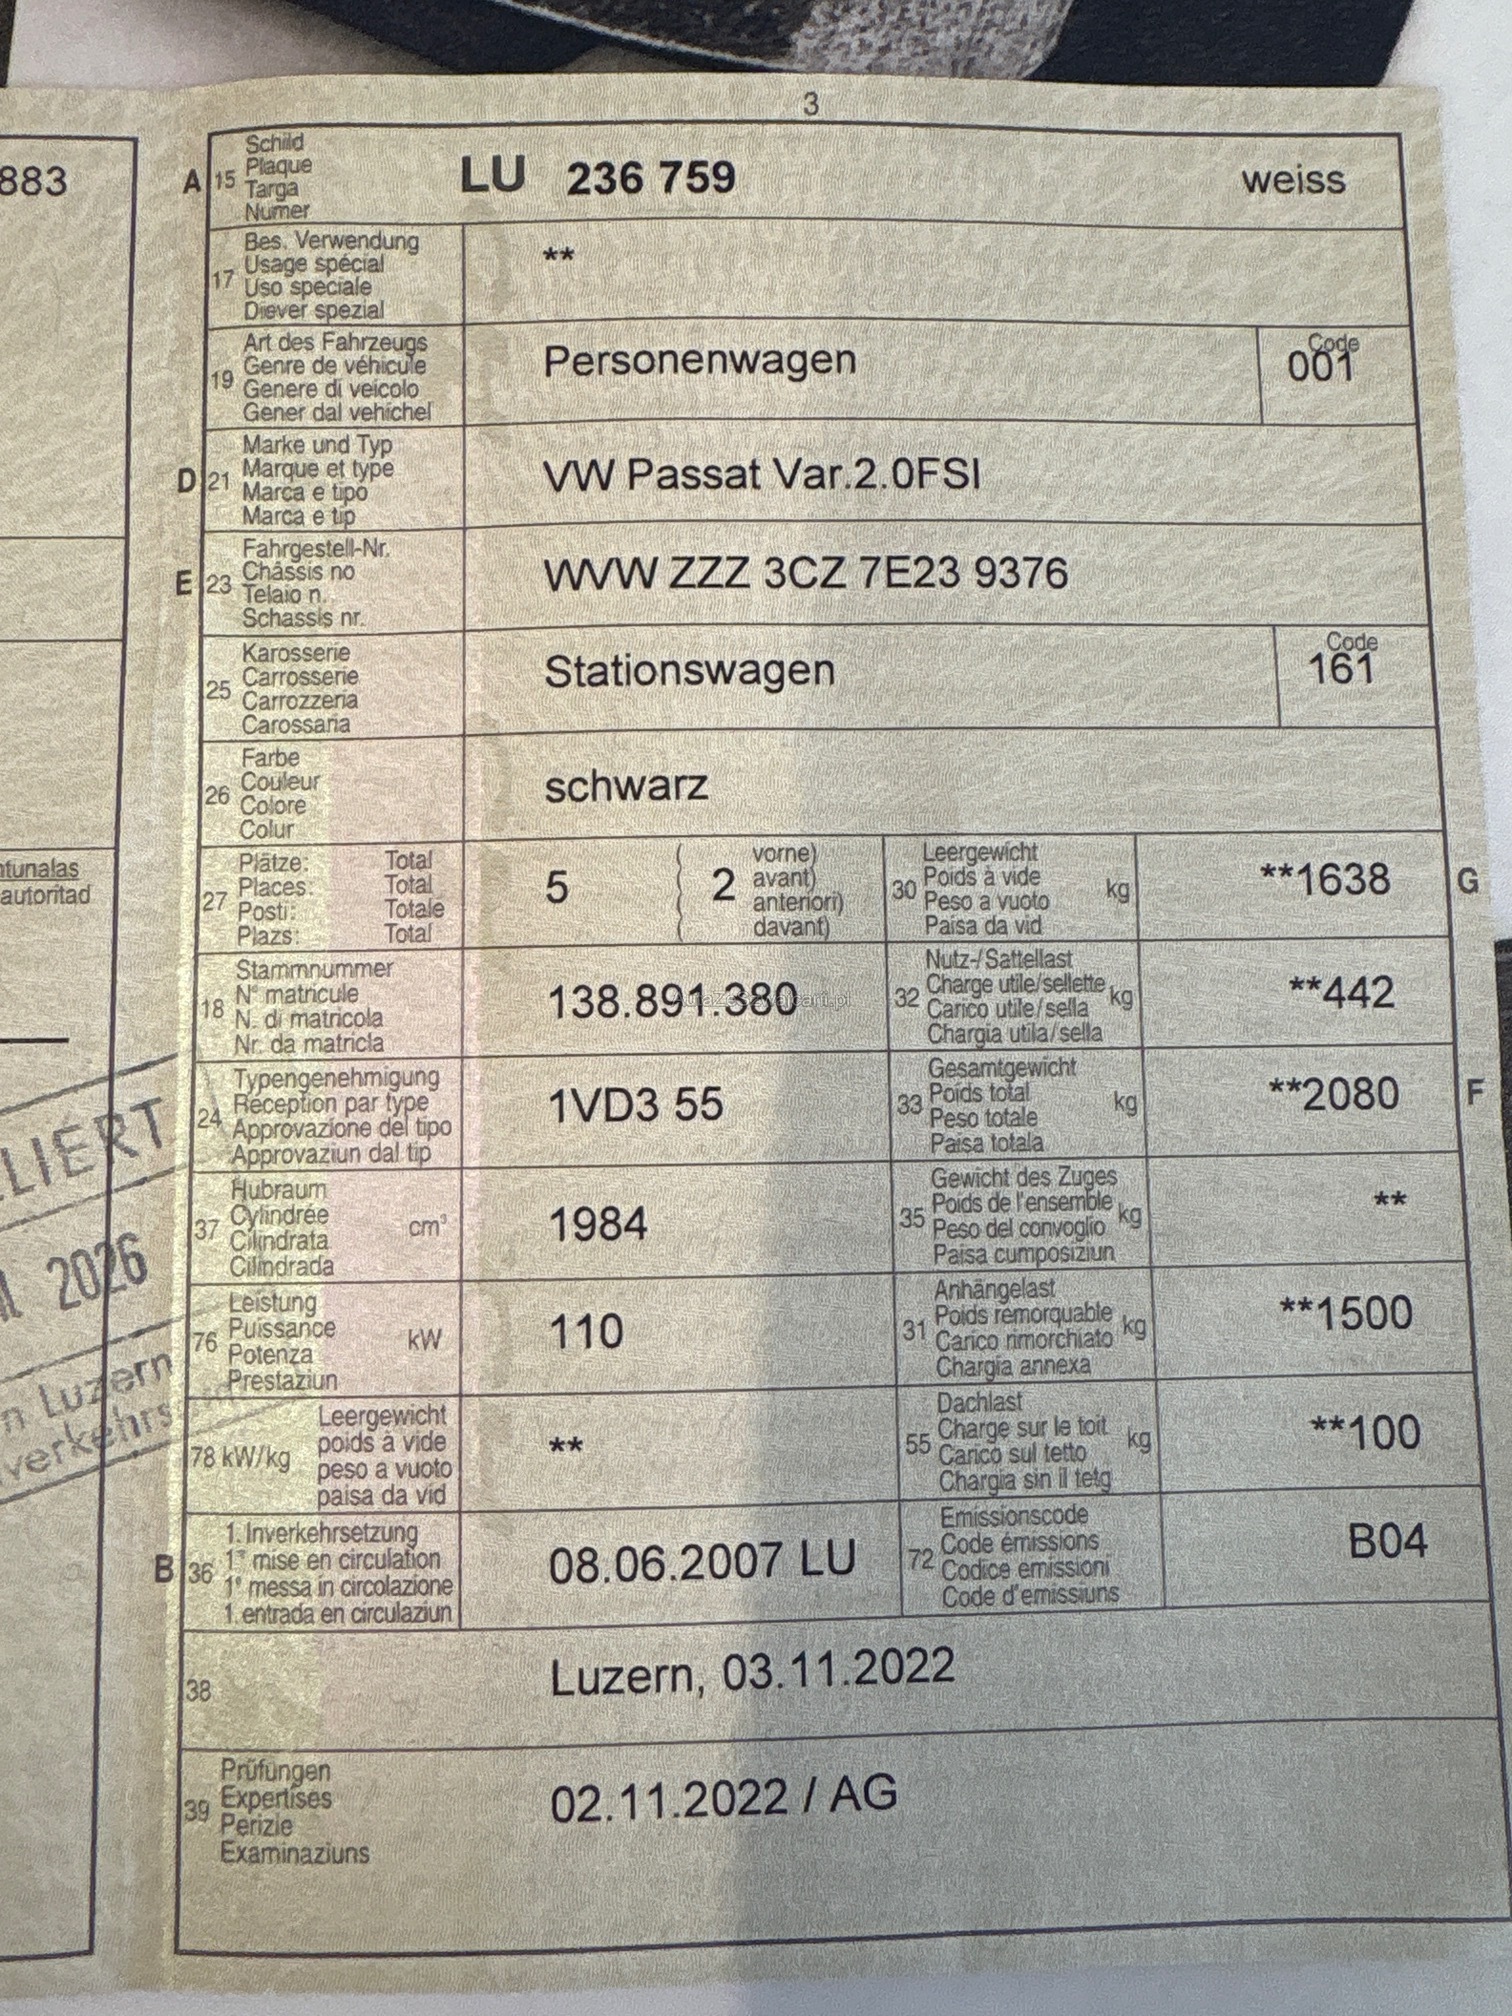 3
883
A 15 Schild
Plaque
Targa
Numer
LU 236 759 weiss
17 Bes. Verwendung
Usage spécial
Uso speciale
Diever spezial
**
19 Art des Fahrzeugs
Genre de véhicule
Genere di veicolo
Gener dal vehichel
Personenwagen
Code
001
D 21 Marke und Typ
Marque et type
Marca e tipo
Marca e tip
VW Passat Var.2.0FSI
E 23 Fahrgestell-Nr.
Châssis no
Telaio n.
Schassis nr.
WVW ZZZ 3CZ 7E23 9376
25 Karosserie
Carrosserie
Carrozzeria
Carossaria
Stationswagen
Code
161
26 Farbe
Couleur
Colore
Colur
schwarz
27 Plätze: Total
Places: Total
Posti: Totale
Plazs: Total
5 ( 2 vorne)
avant)
anteriori)
davant)
30 Leergewicht
Poids à vide
Peso a vuoto
Paisa da vid
kg
**1638 G
autoritad
18 Stammnummer
N° matricule
N. di matricola
Nr. da matricla
138.891.380
32 Nutz-/Sattellast
Charge utile/sellette
Carico utile/sella
Chargia utila/sella
kg
**442
24 Typengenehmigung
Réception par type
Approvazione del tipo
Approvaziun dal tip
1VD3 55
33 Gesamtgewicht
Poids total
Peso totale
Paisa totala
kg
**2080 F
LIERT
37 Hubraum
Cylindrée
Cilindrata
Cilindrada
cm³
1984
35 Gewicht des Zuges
Poids de l'ensemble
Peso del convoglio
Paisa cumposiziun
kg
**
2026
76 Leistung
Puissance
Potenza
Prestaziun
kW
110
31 Anhängelast
Poids remorquable
Carico rimorchiato
Chargia annexa
kg
**1500
n Luzern
verkehrs
78 kW/kg Leergewicht
poids à vide
peso a vuoto
paisa da vid
**
55 Dachlast
Charge sur le toit
Carico sul tetto
Chargia sin il tetg
kg
**100
B 36 1. Inverkehrsetzung
1re mise en circulation
1a messa in circolazione
1. entrada en circulaziun
08.06.2007 LU
72 Emissionscode
Code émissions
Codice emissioni
Code d'emissiuns
B04
38 Luzern, 03.11.2022
39 Prüfungen
Expertises
Perizie
Examinaziuns
02.11.2022 / AG